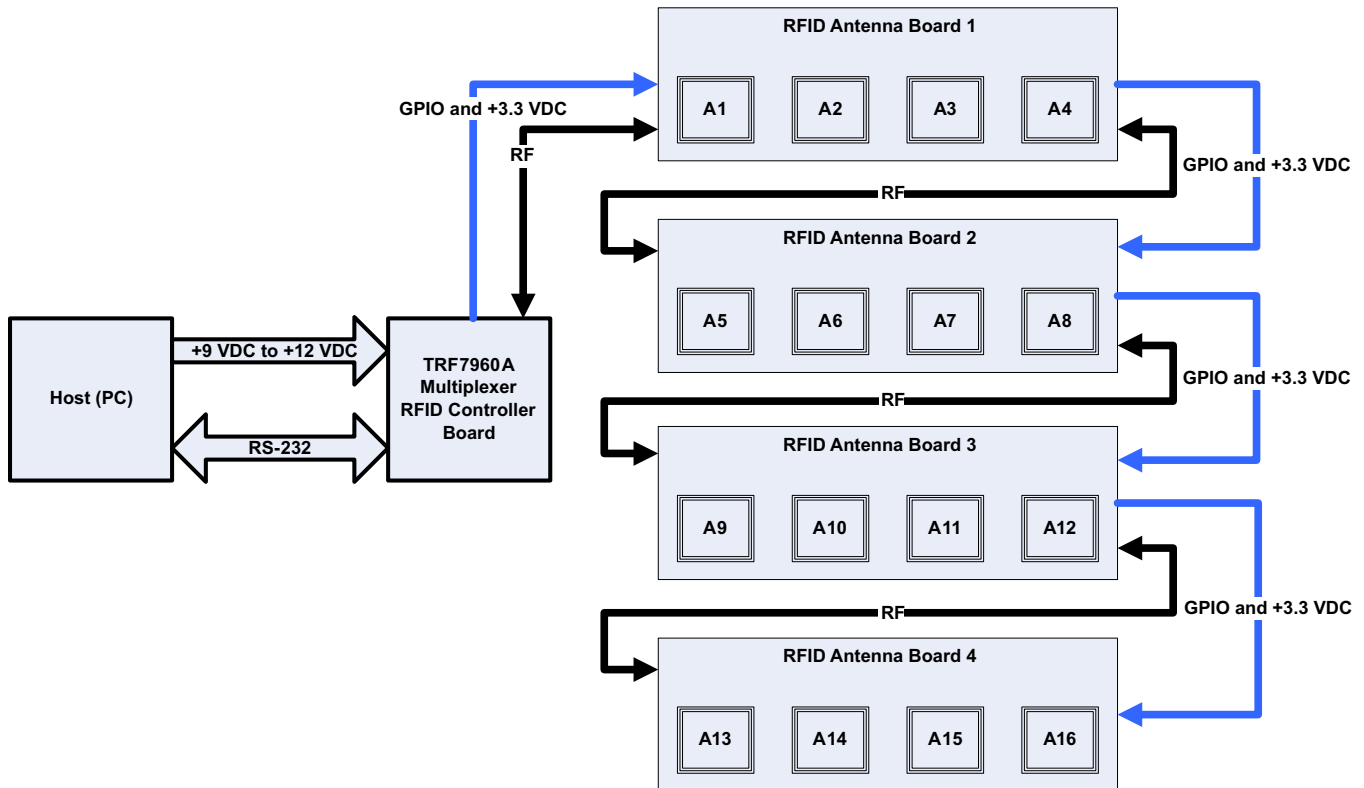 RFID Antenna Board 1
A1 A2 A3 A4
GPIO and +3.3 VDC
RF
GPIO and +3.3 VDC
RF
RFID Antenna Board 2
A5 A6 A7 A8
GPIO and +3.3 VDC
RF
Host (PC)
+9 VDC to +12 VDC
RS-232
TRF7960A
Multiplexer
RFID Controller
Board
RFID Antenna Board 3
A9 A10 A11 A12
GPIO and +3.3 VDC
RF
RFID Antenna Board 4
A13 A14 A15 A16